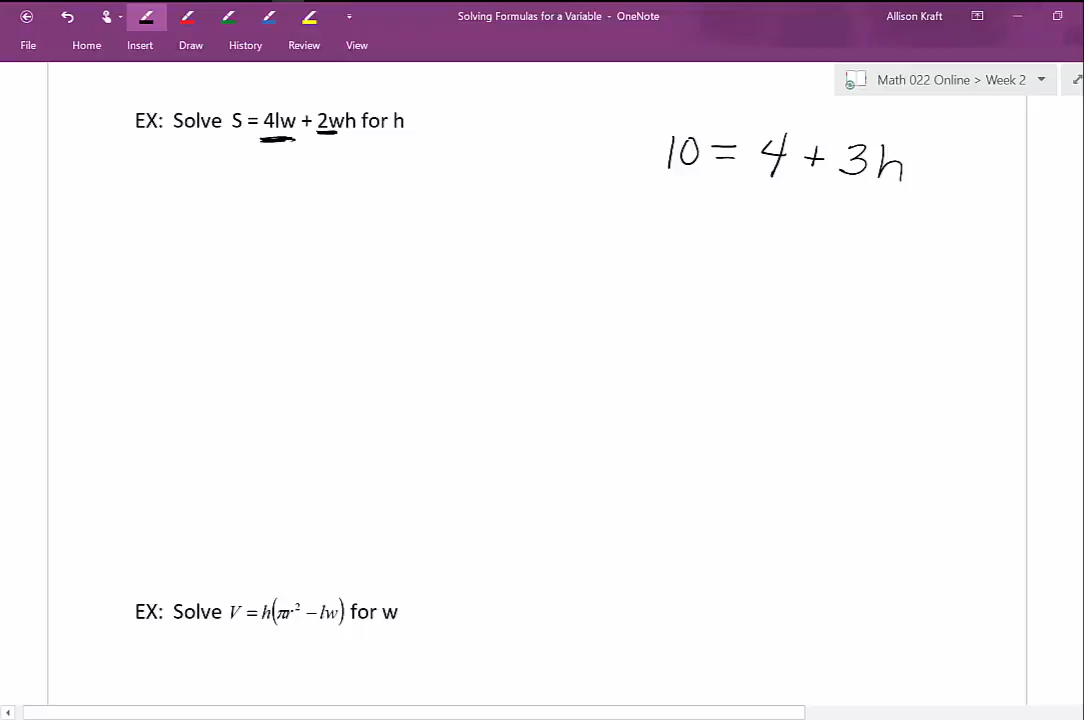 Solving Formulas for a Variable - OneNote
Allison Kraft
File Home Insert Draw History Review View
Math 022 Online > Week 2
EX: Solve S = 4lw + 2wh for h
10 = 4 + 3h
EX: Solve V = h(πr² − lw) for w